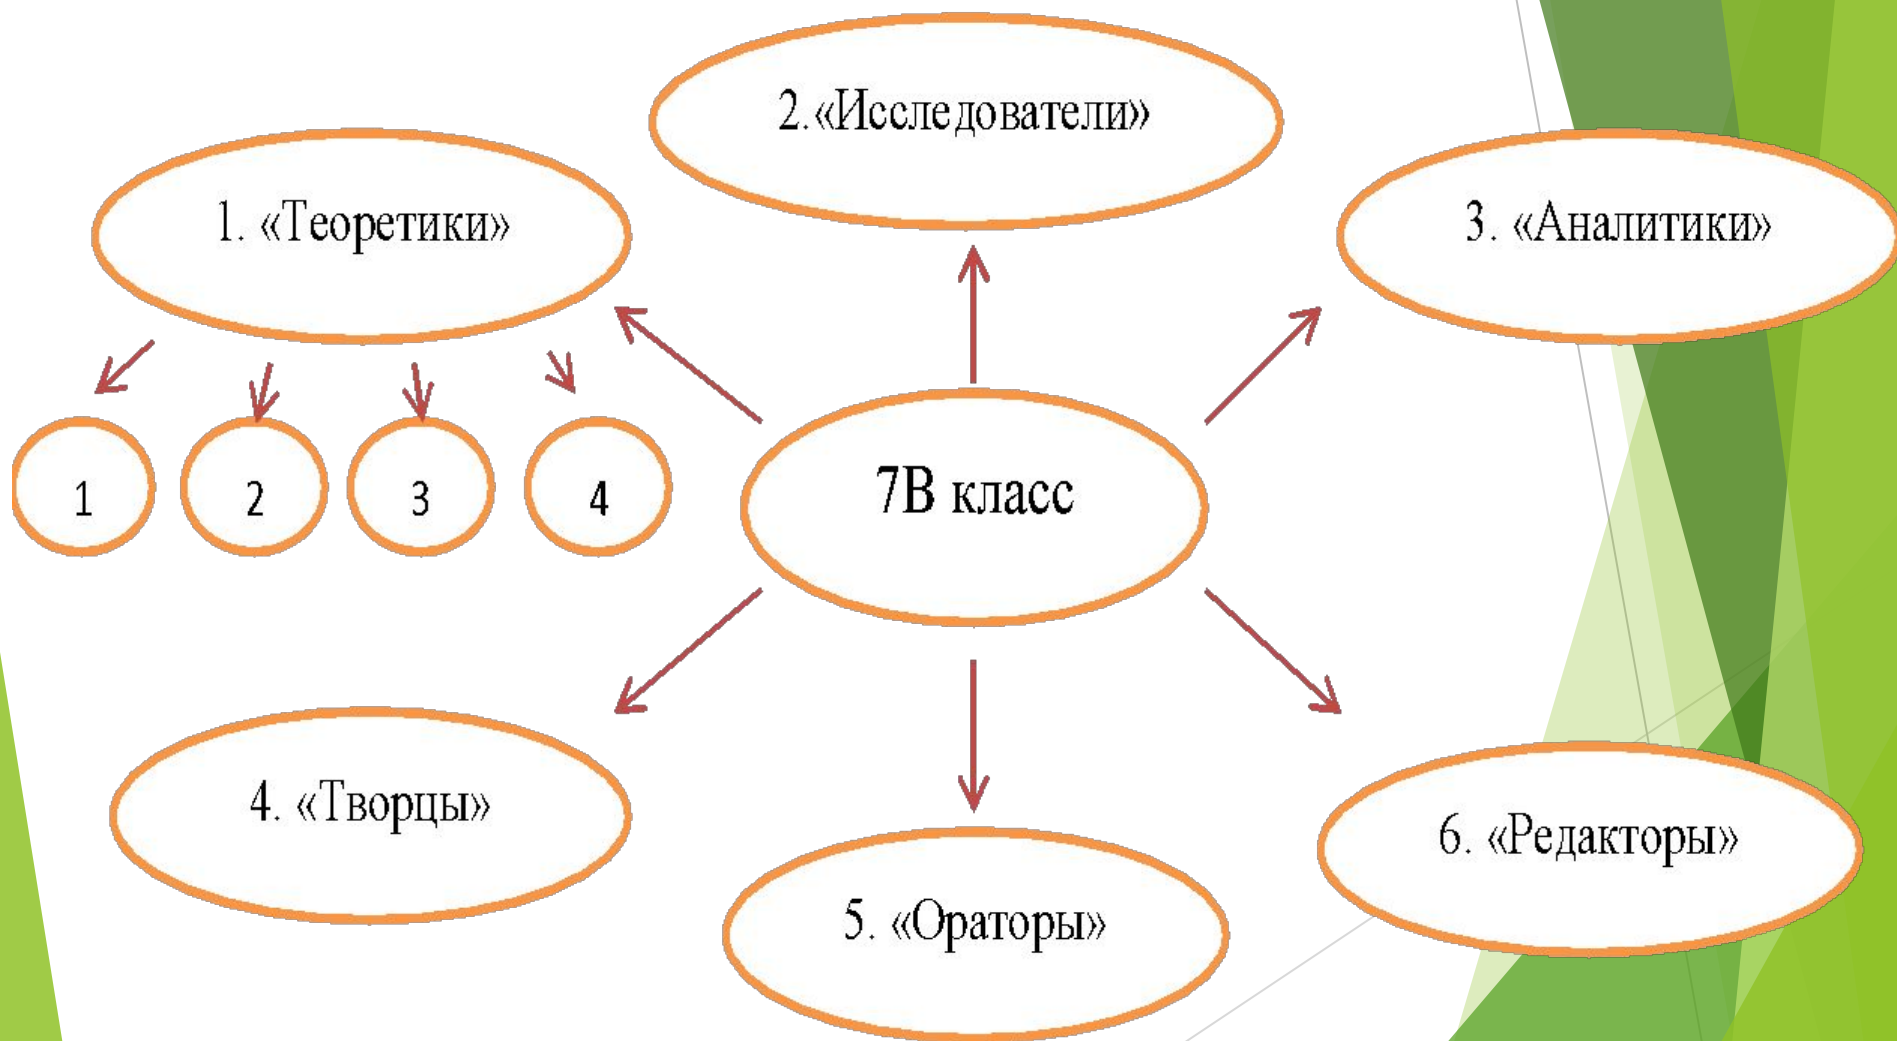 2.«Исследователи»
1. «Теоретики»
3. «Аналитики»
1
2
3
4
7В класс
4. «Творцы»
5. «Ораторы»
6. «Редакторы»